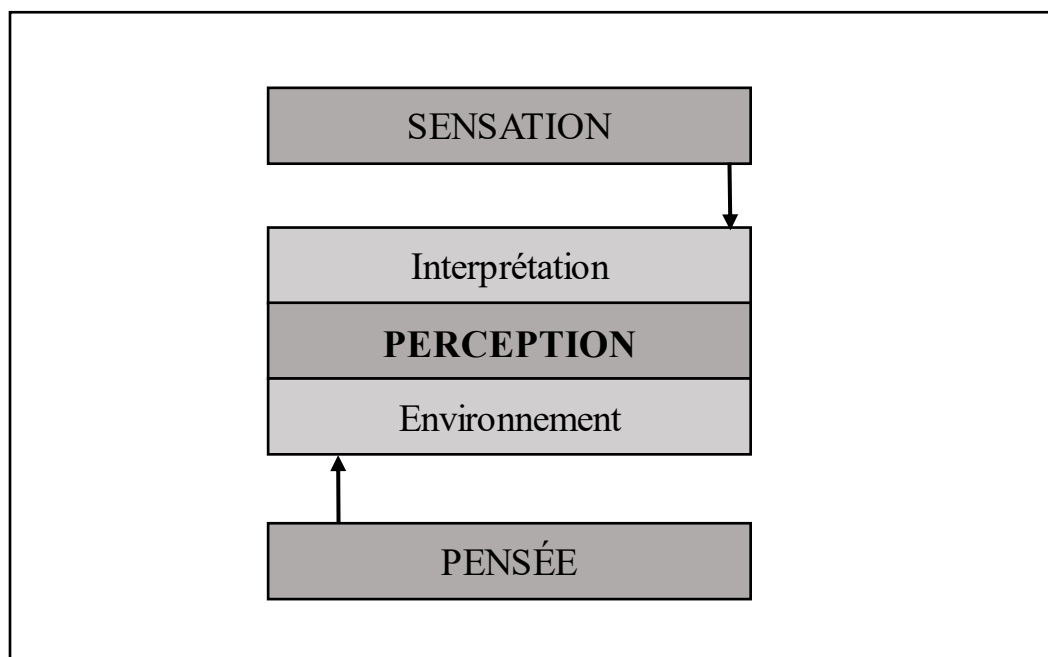 SENSATION
Interprétation
PERCEPTION
Environnement
PENSÉE